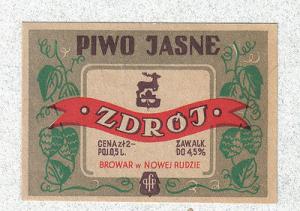 PIWO JASNE
ZDRÓJ
CENA zł 2-
POJ. 0,5 L.
ZAW. ALK.
DO 4,5%
BROWAR W NOWEJ RUDZIE